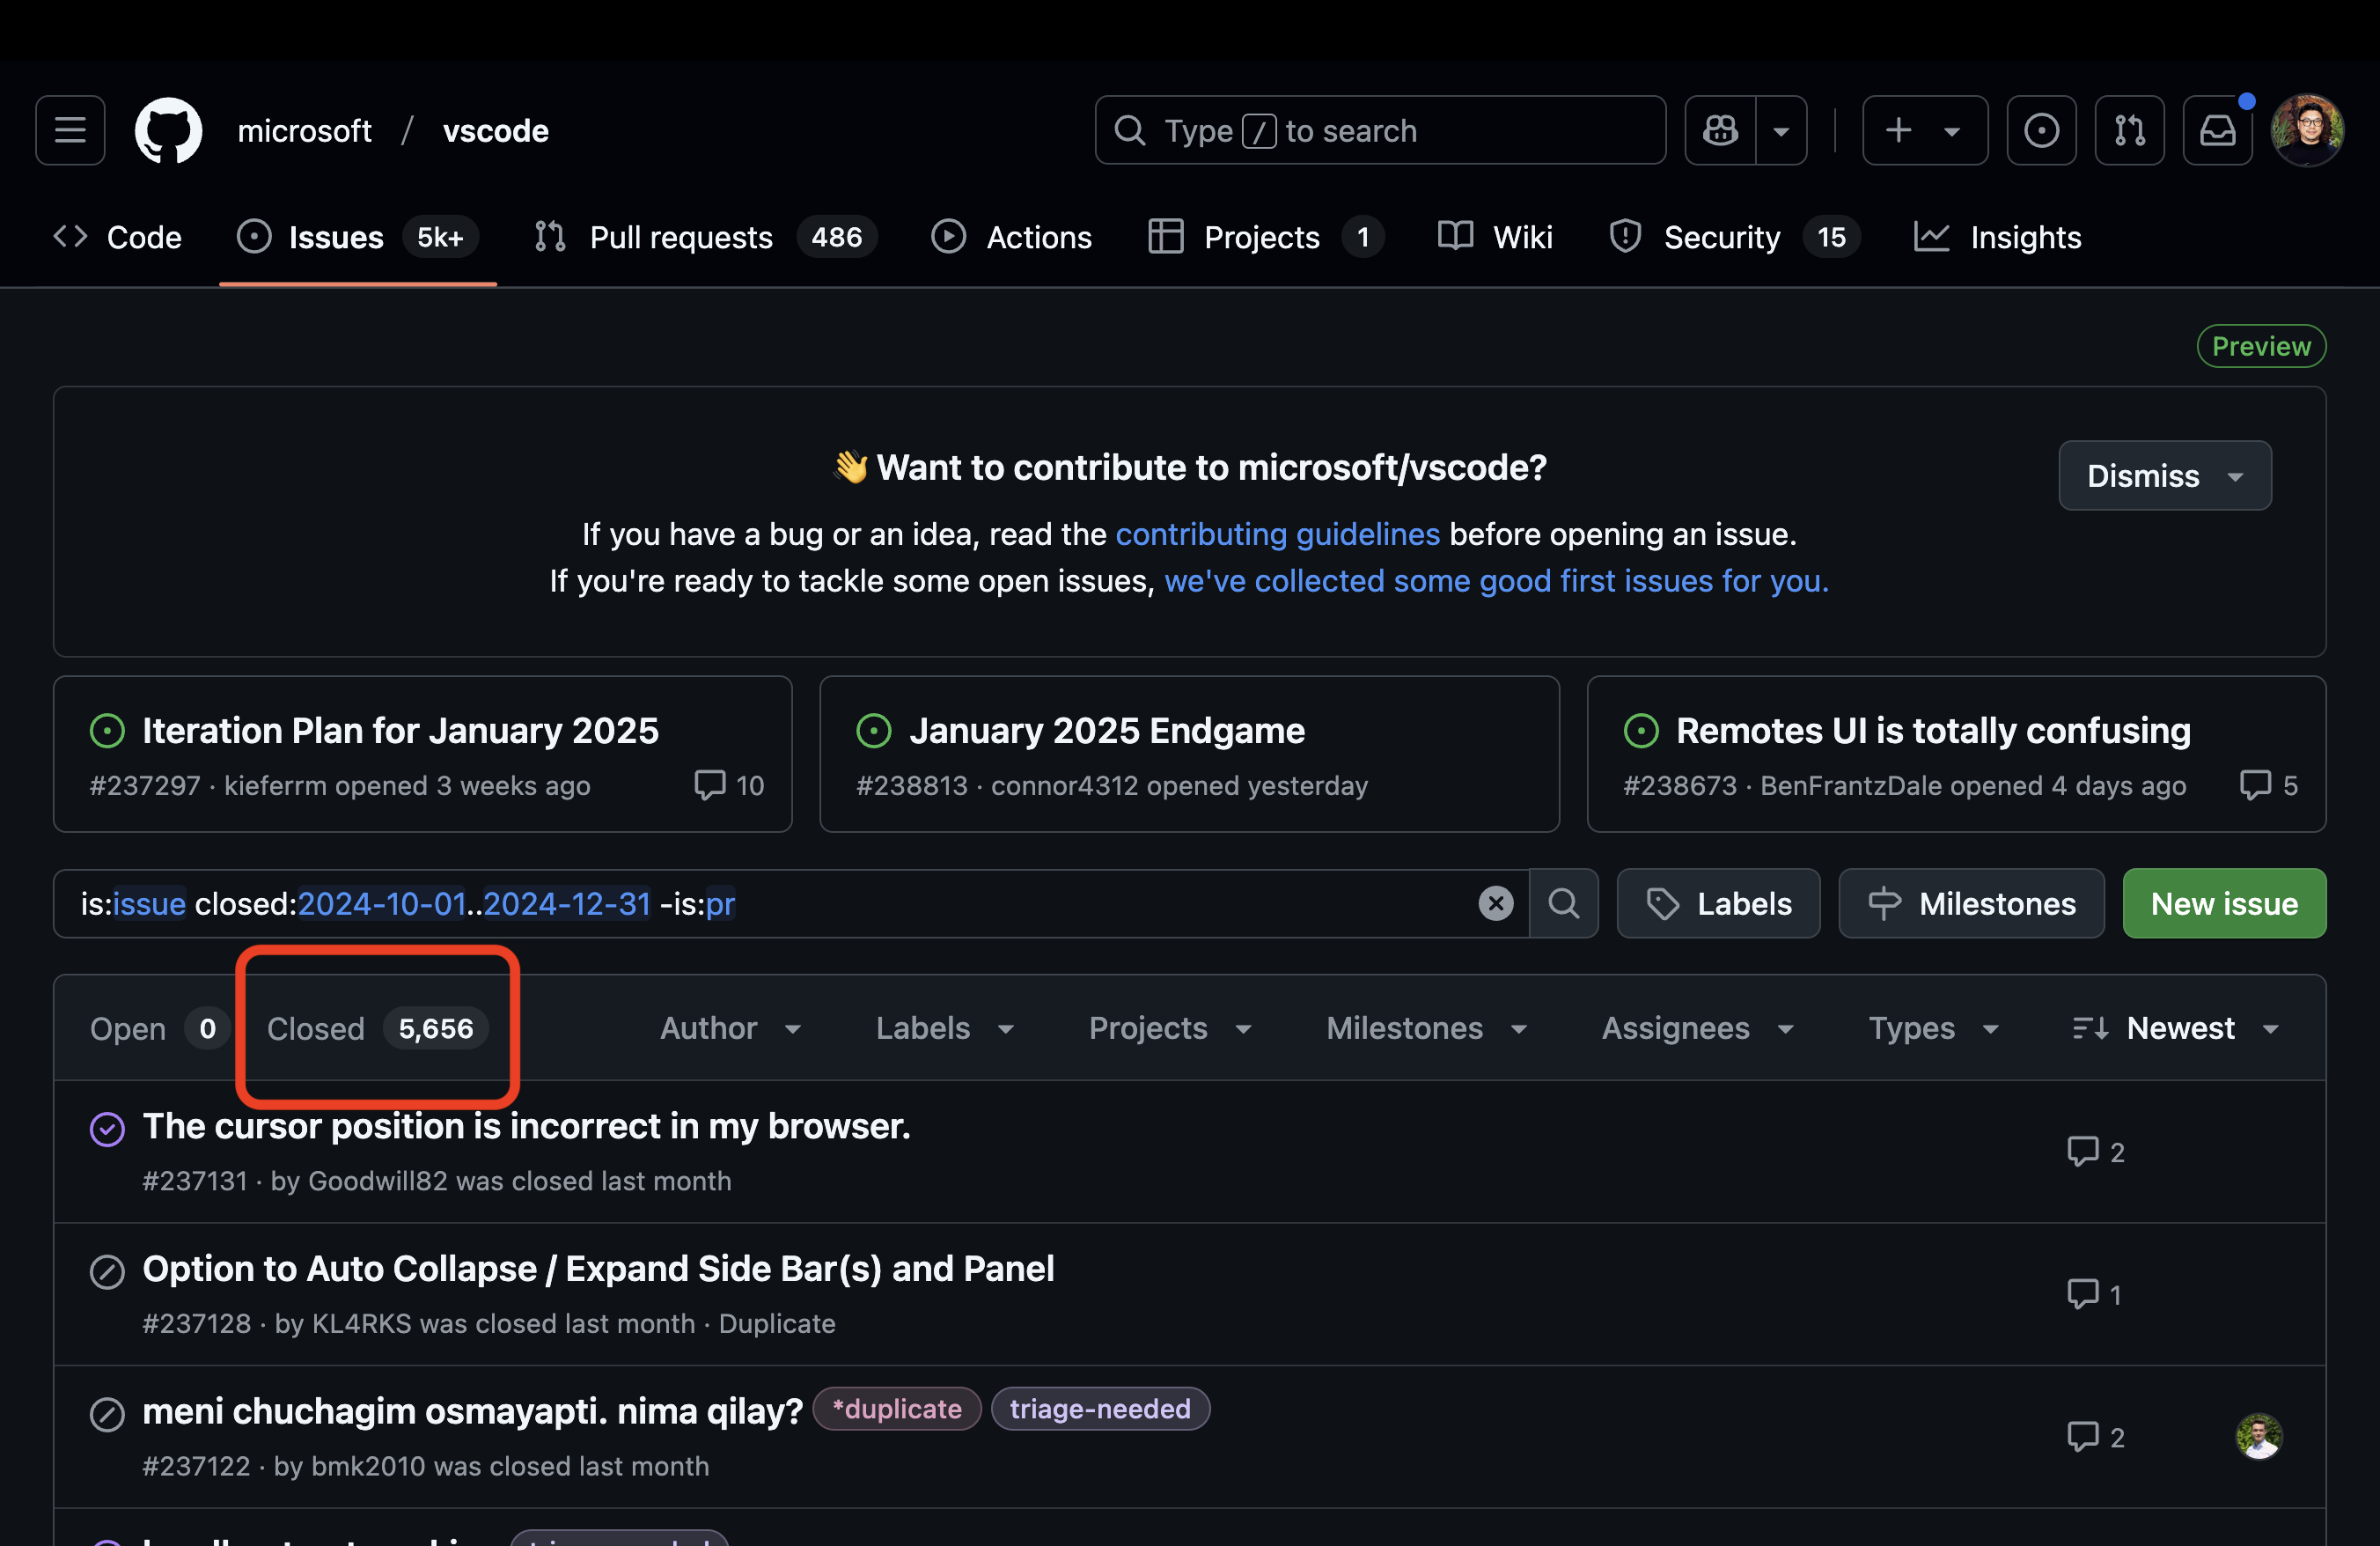 microsoft / vscode
Type / to search
Code
Issues 5k+
Pull requests 486
Actions
Projects 1
Wiki
Security 15
Insights
Preview
👋 Want to contribute to microsoft/vscode?
Dismiss
If you have a bug or an idea, read the contributing guidelines before opening an issue.
If you're ready to tackle some open issues, we've collected some good first issues for you.
Iteration Plan for January 2025
#237297 · kieferrm opened 3 weeks ago 10
January 2025 Endgame
#238813 · connor4312 opened yesterday
Remotes UI is totally confusing
#238673 · BenFrantzDale opened 4 days ago 5
is:issue closed:2024-10-01..2024-12-31 -is:pr
Labels
Milestones
New issue
Open 0
Closed 5,656
Author
Labels
Projects
Milestones
Assignees
Types
Newest
The cursor position is incorrect in my browser.
#237131 · by Goodwill82 was closed last month
2
Option to Auto Collapse / Expand Side Bar(s) and Panel
#237128 · by KL4RKS was closed last month · Duplicate
1
meni chuchagim osmayapti. nima qilay? *duplicate triage-needed
#237122 · by bmk2010 was closed last month
2